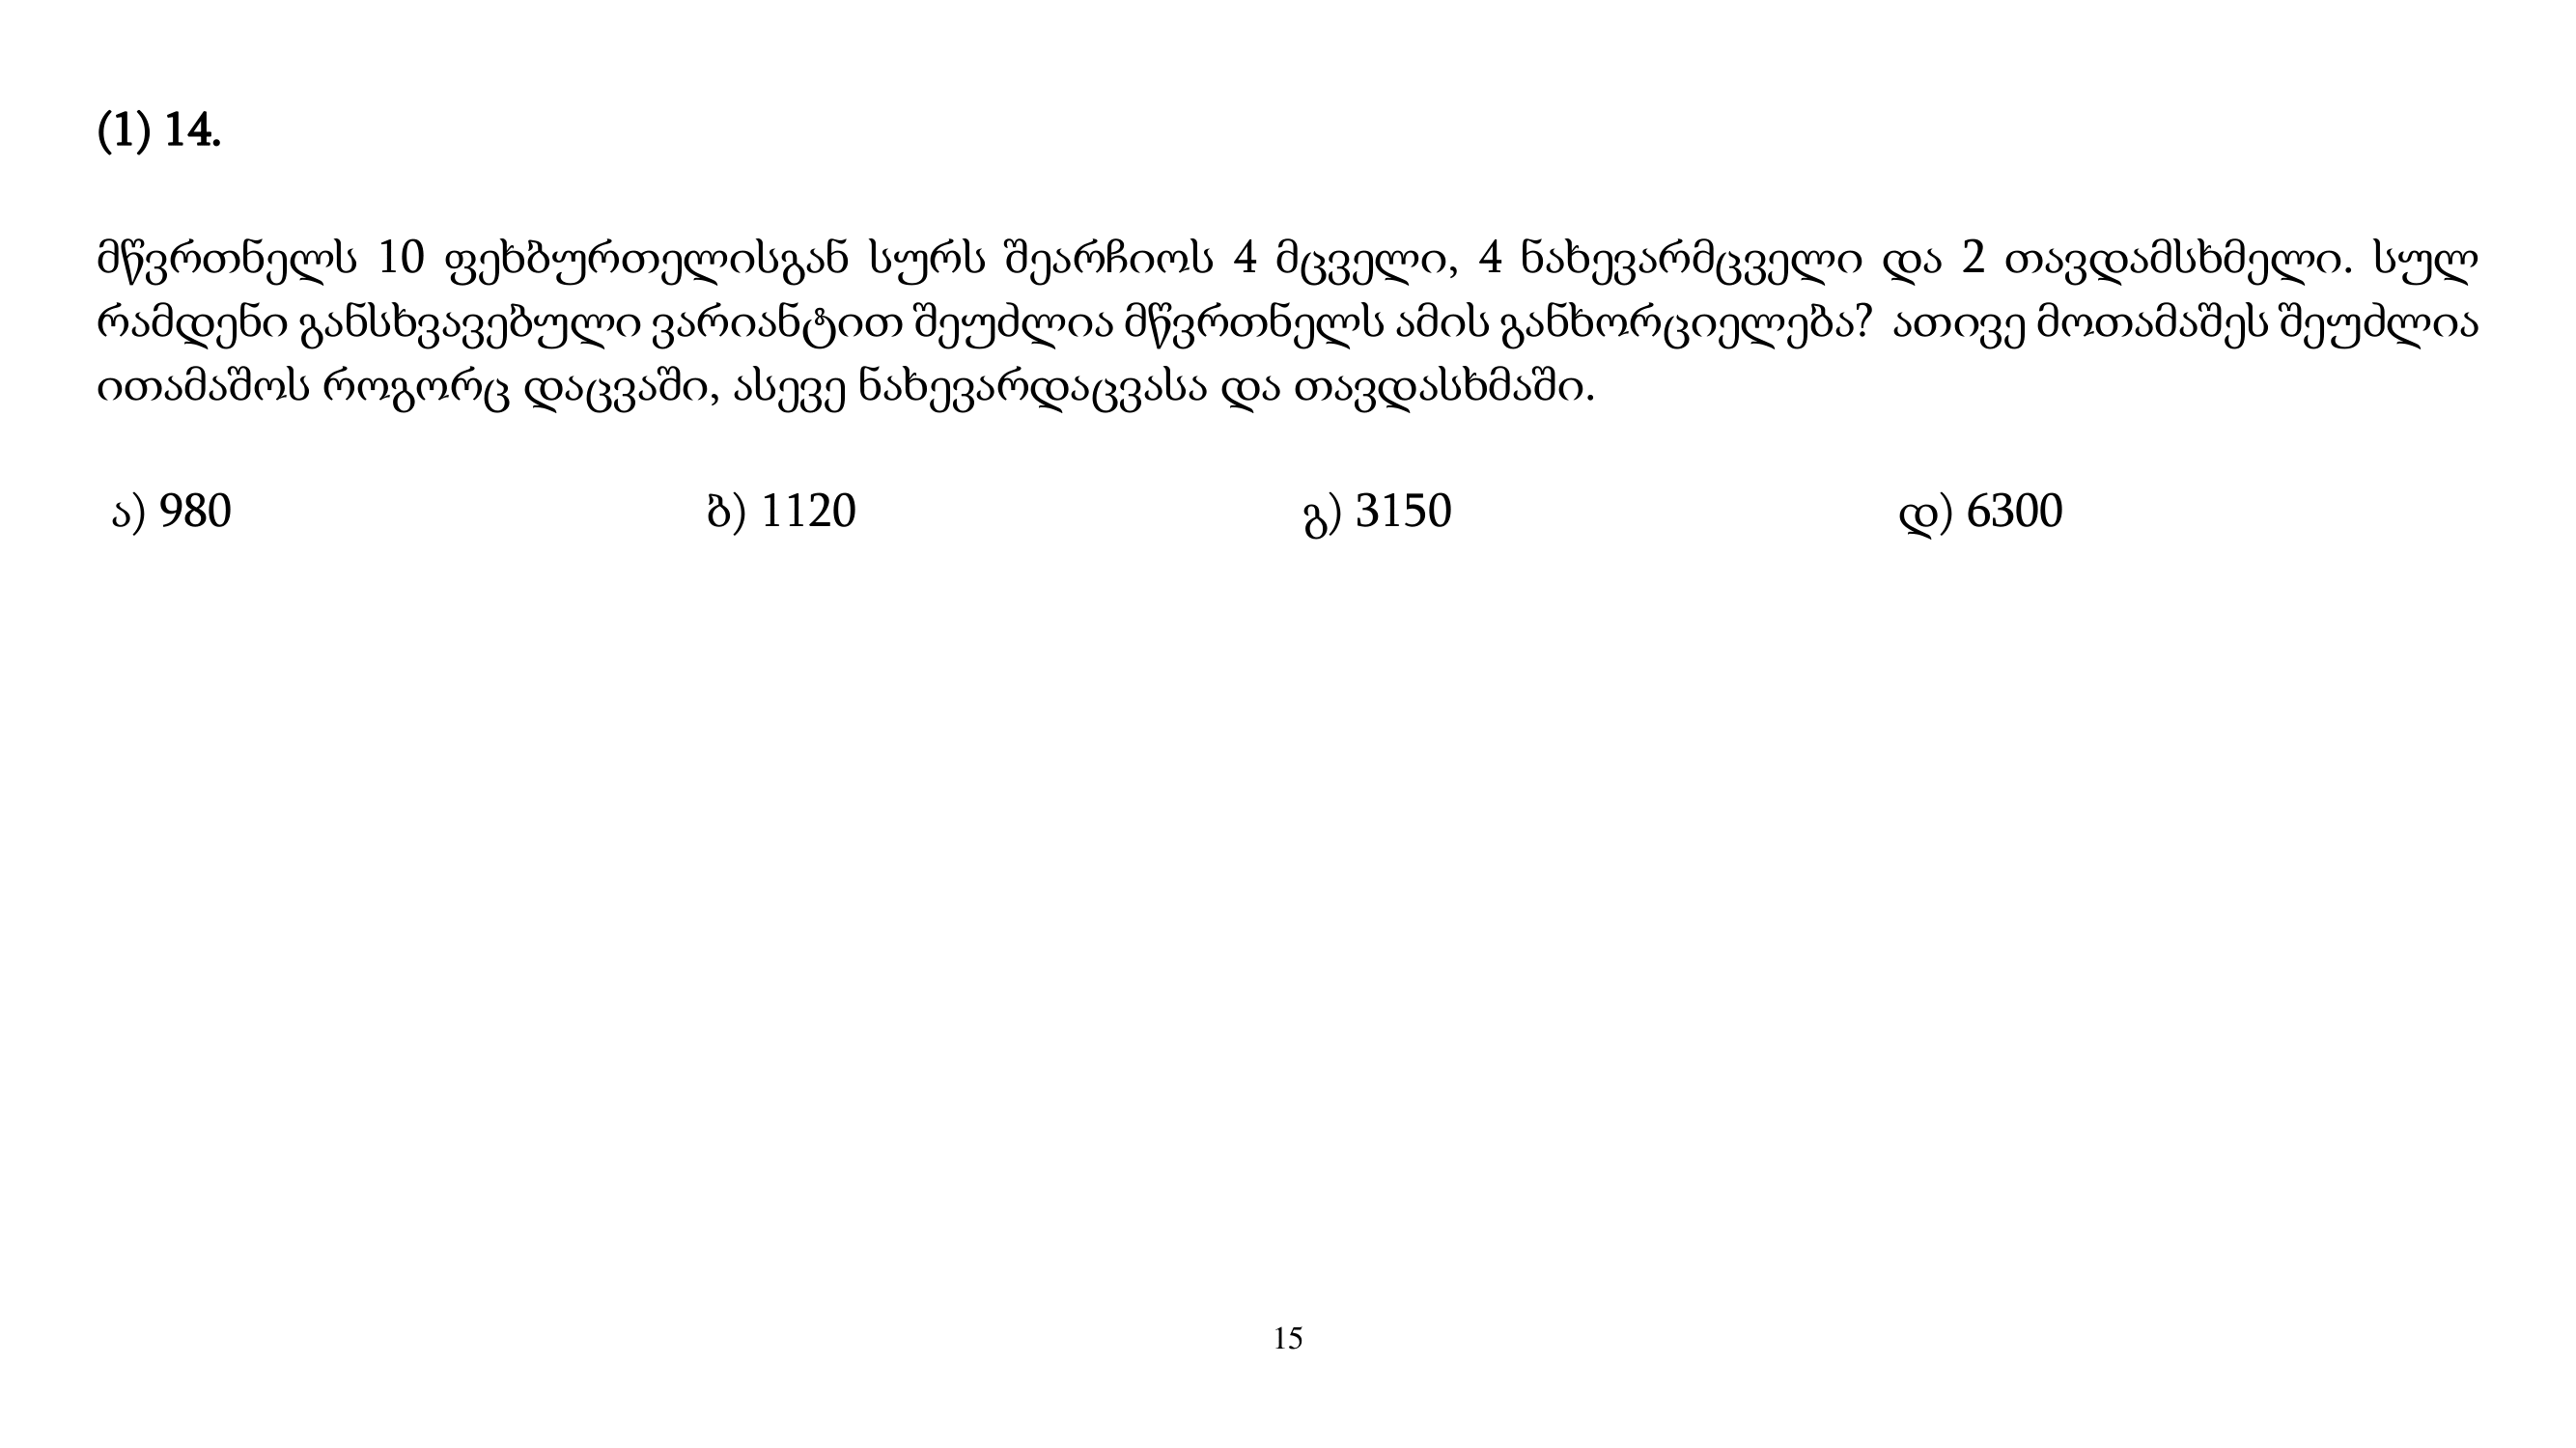 (1) 14.
მწვრთნელს 10 ფეხბურთელისგან სურს შეარჩიოს 4 მცველი, 4 ნახევარმცველი და 2 თავდამსხმელი. სულ
რამდენი განსხვავებული ვარიანტით შეუძლია მწვრთნელს ამის განხორციელება? ათივე მოთამაშეს შეუძლია
ითამაშოს როგორც დაცვაში, ასევე ნახევარდაცვასა და თავდასხმაში.
ა) 980 ბ) 1120 გ) 3150 დ) 6300
15